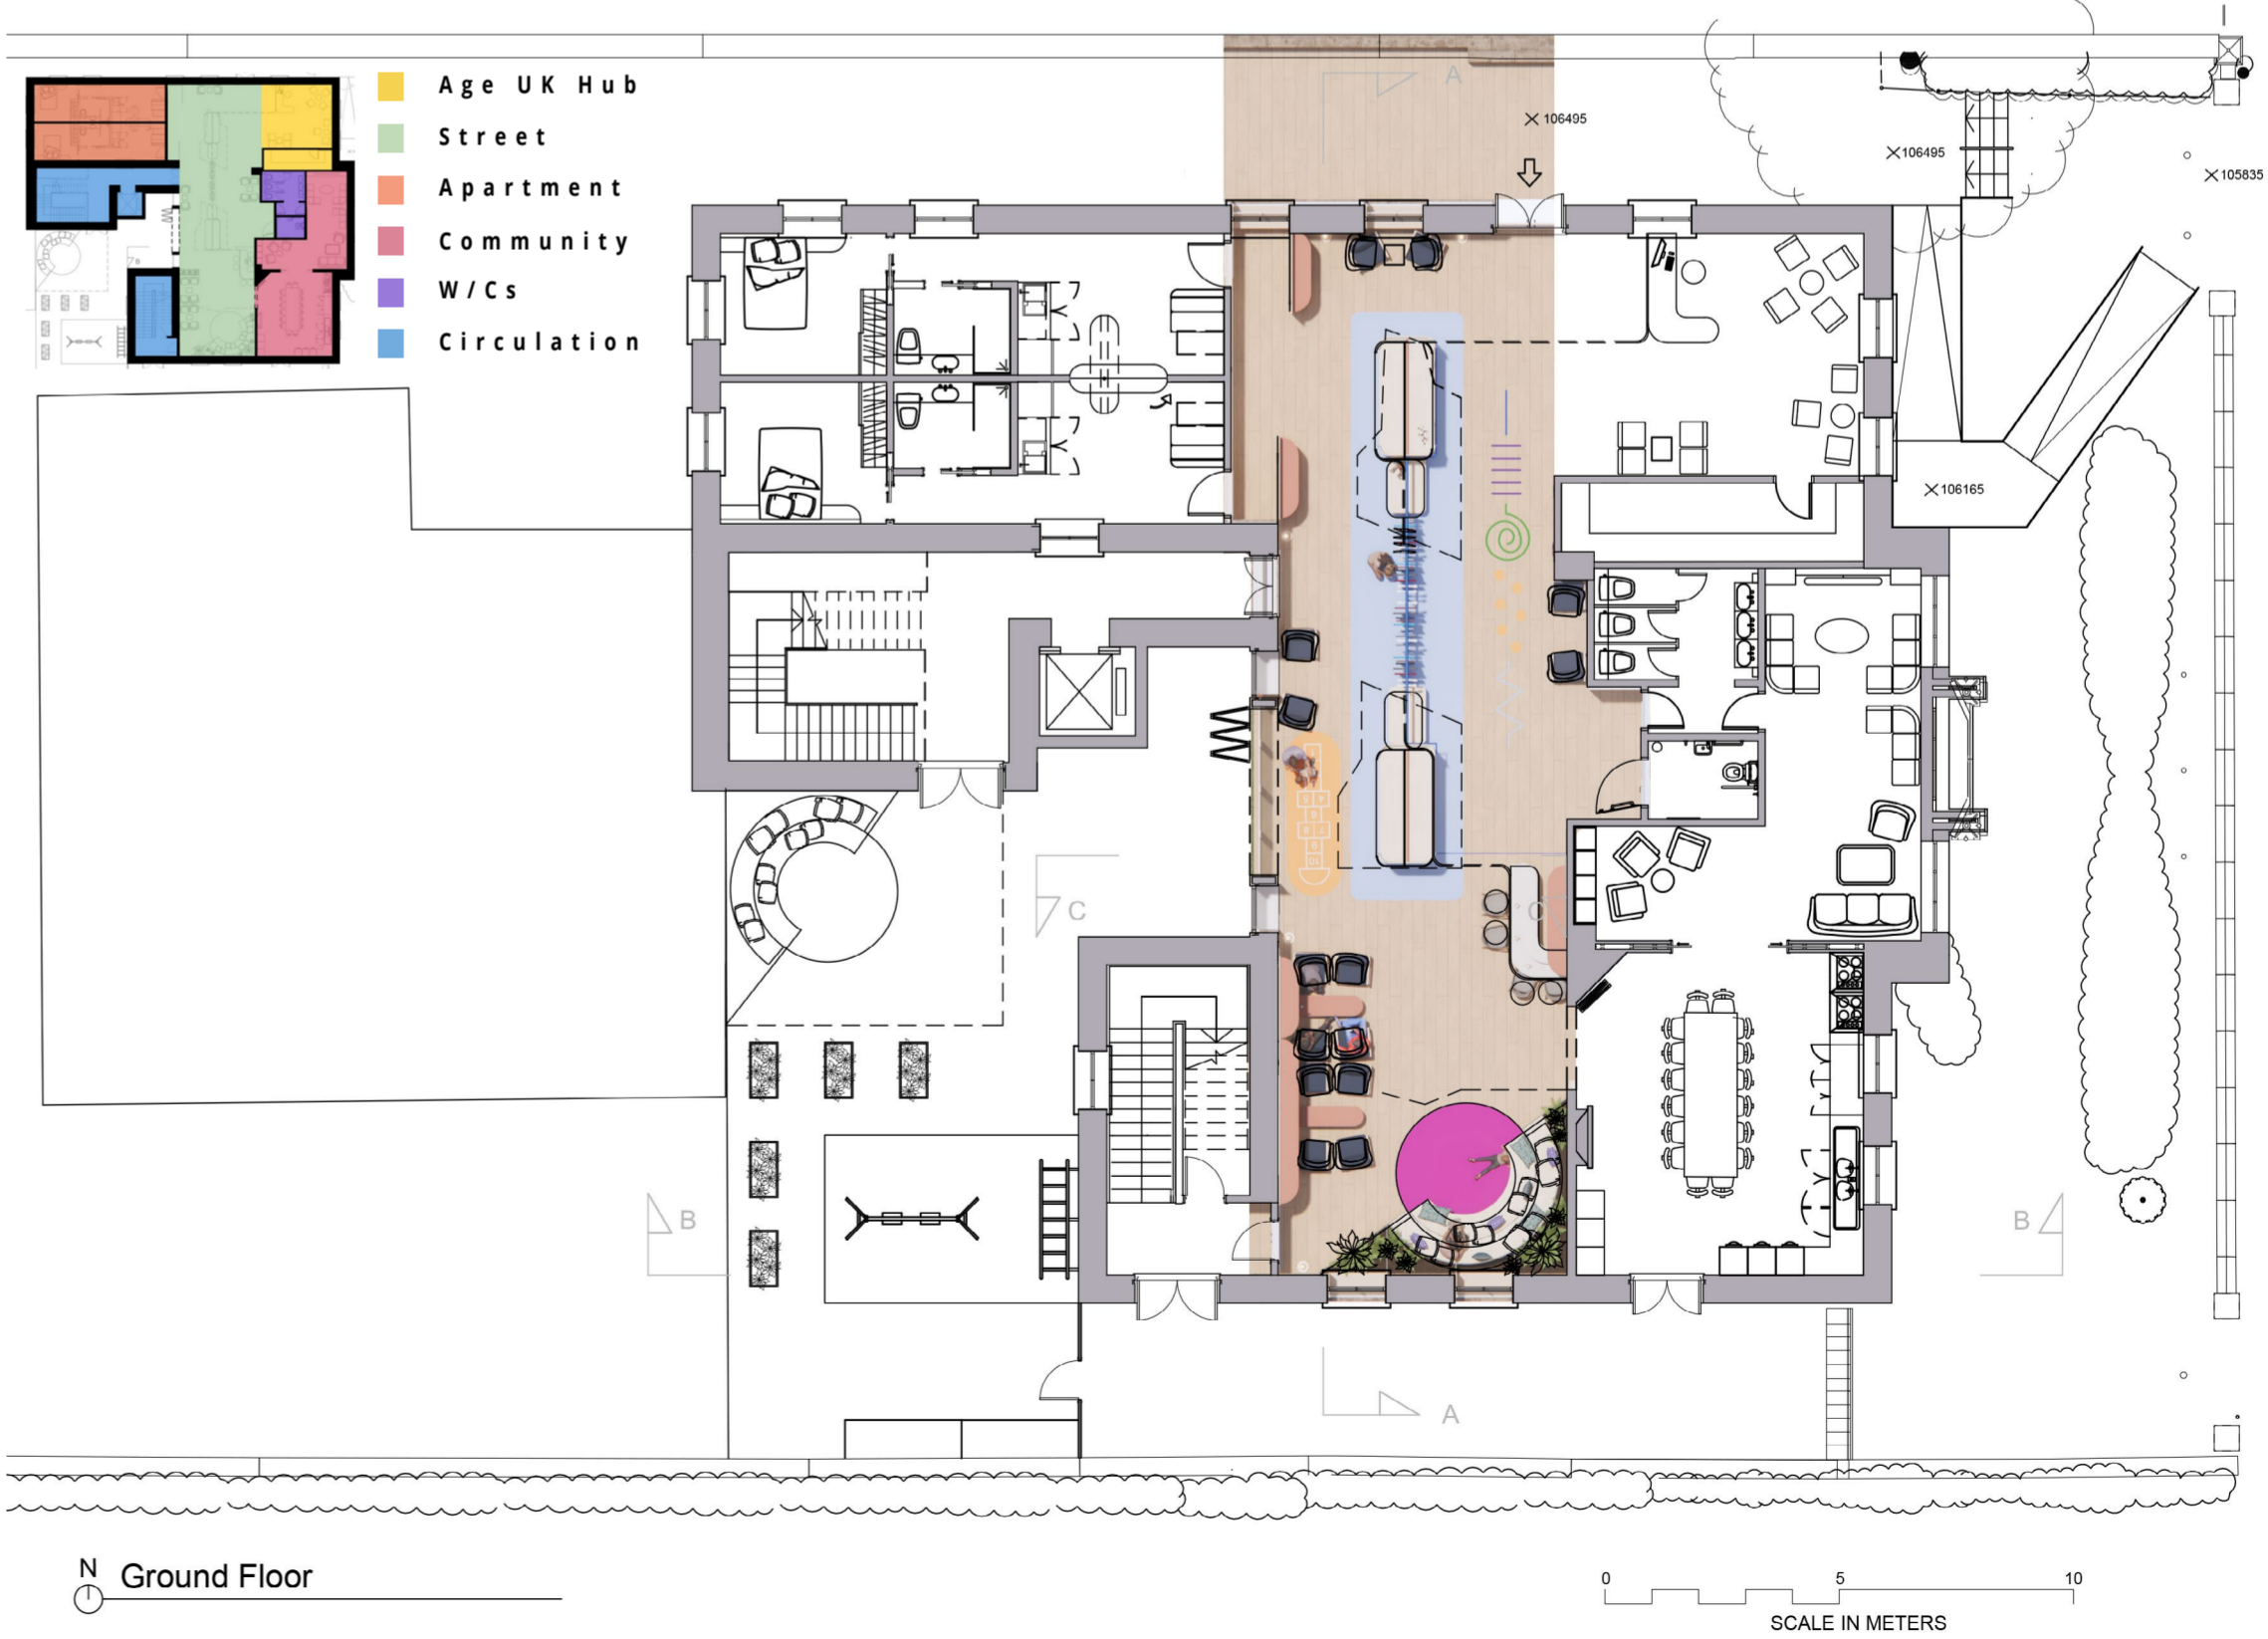 Age UK Hub
Street
Apartment
Community
W/Cs
Circulation
A
106495
106495
105835
106165
C
C
B
B
A
N
Ground Floor
0 5 10
SCALE IN METERS